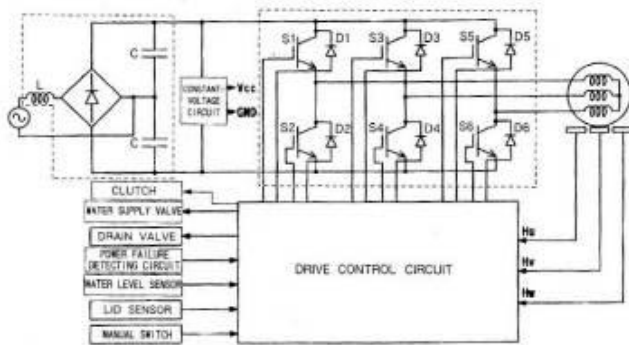 S1
D1
S3
D3
S5
D5
C
L
CONSTANT-
VOLTAGE
CIRCUIT
Vcc
GND
C
S2
D2
S4
D4
S6
D6
CLUTCH
WATER SUPPLY VALVE
DRAIN VALVE
POWER FAILURE
DETECTING CIRCUIT
WATER LEVEL SENSOR
LID SENSOR
MANUAL SWITCH
DRIVE CONTROL CIRCUIT
Hu
Hv
Hw